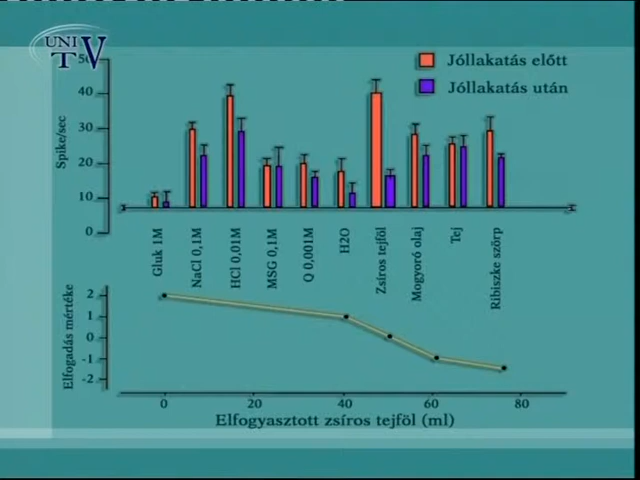 UNI
TV
Jóllakatás előtt
Jóllakatás után
Spike/sec
50
40
30
20
10
0
Gluk 1M
NaCl 0,1M
HCl 0,01M
MSG 0,1M
Q 0,001M
H2O
Zsíros tejföl
Mogyoró olaj
Tej
Ribiszke szörp
Elfogadás mértéke
2
1
0
-1
-2
0 20 40 60 80
Elfogyasztott zsíros tejföl (ml)